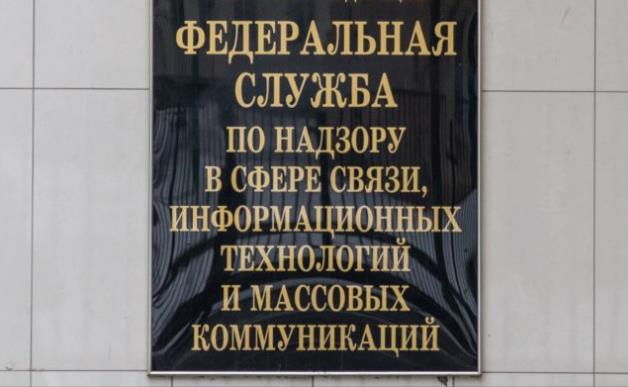 ФЕДЕРАЛЬНАЯ
СЛУЖБА
ПО НАДЗОРУ
В СФЕРЕ СВЯЗИ,
ИНФОРМАЦИОННЫХ
ТЕХНОЛОГИЙ
И МАССОВЫХ
КОММУНИКАЦИЙ